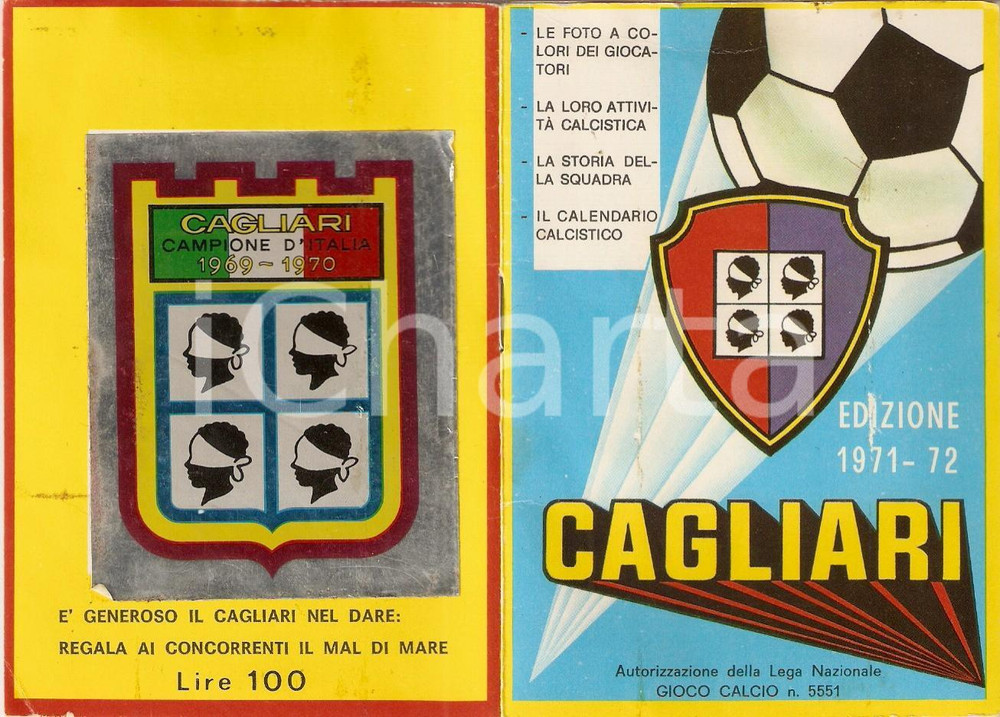 CAGLIARI
CAMPIONE D'ITALIA
1969-1970
E' GENEROSO IL CAGLIARI NEL DARE:
REGALA AI CONCORRENTI IL MAL DI MARE
Lire 100
- LE FOTO A CO-
LORI DEI GIOCA-
TORI
- LA LORO ATTIVI-
TÀ CALCISTICA
- LA STORIA DEL-
LA SQUADRA
- IL CALENDARIO
CALCISTICO
EDIZIONE
1971-72
CAGLIARI
Autorizzazione della Lega Nazionale
GIOCO CALCIO n. 5551
iCharta